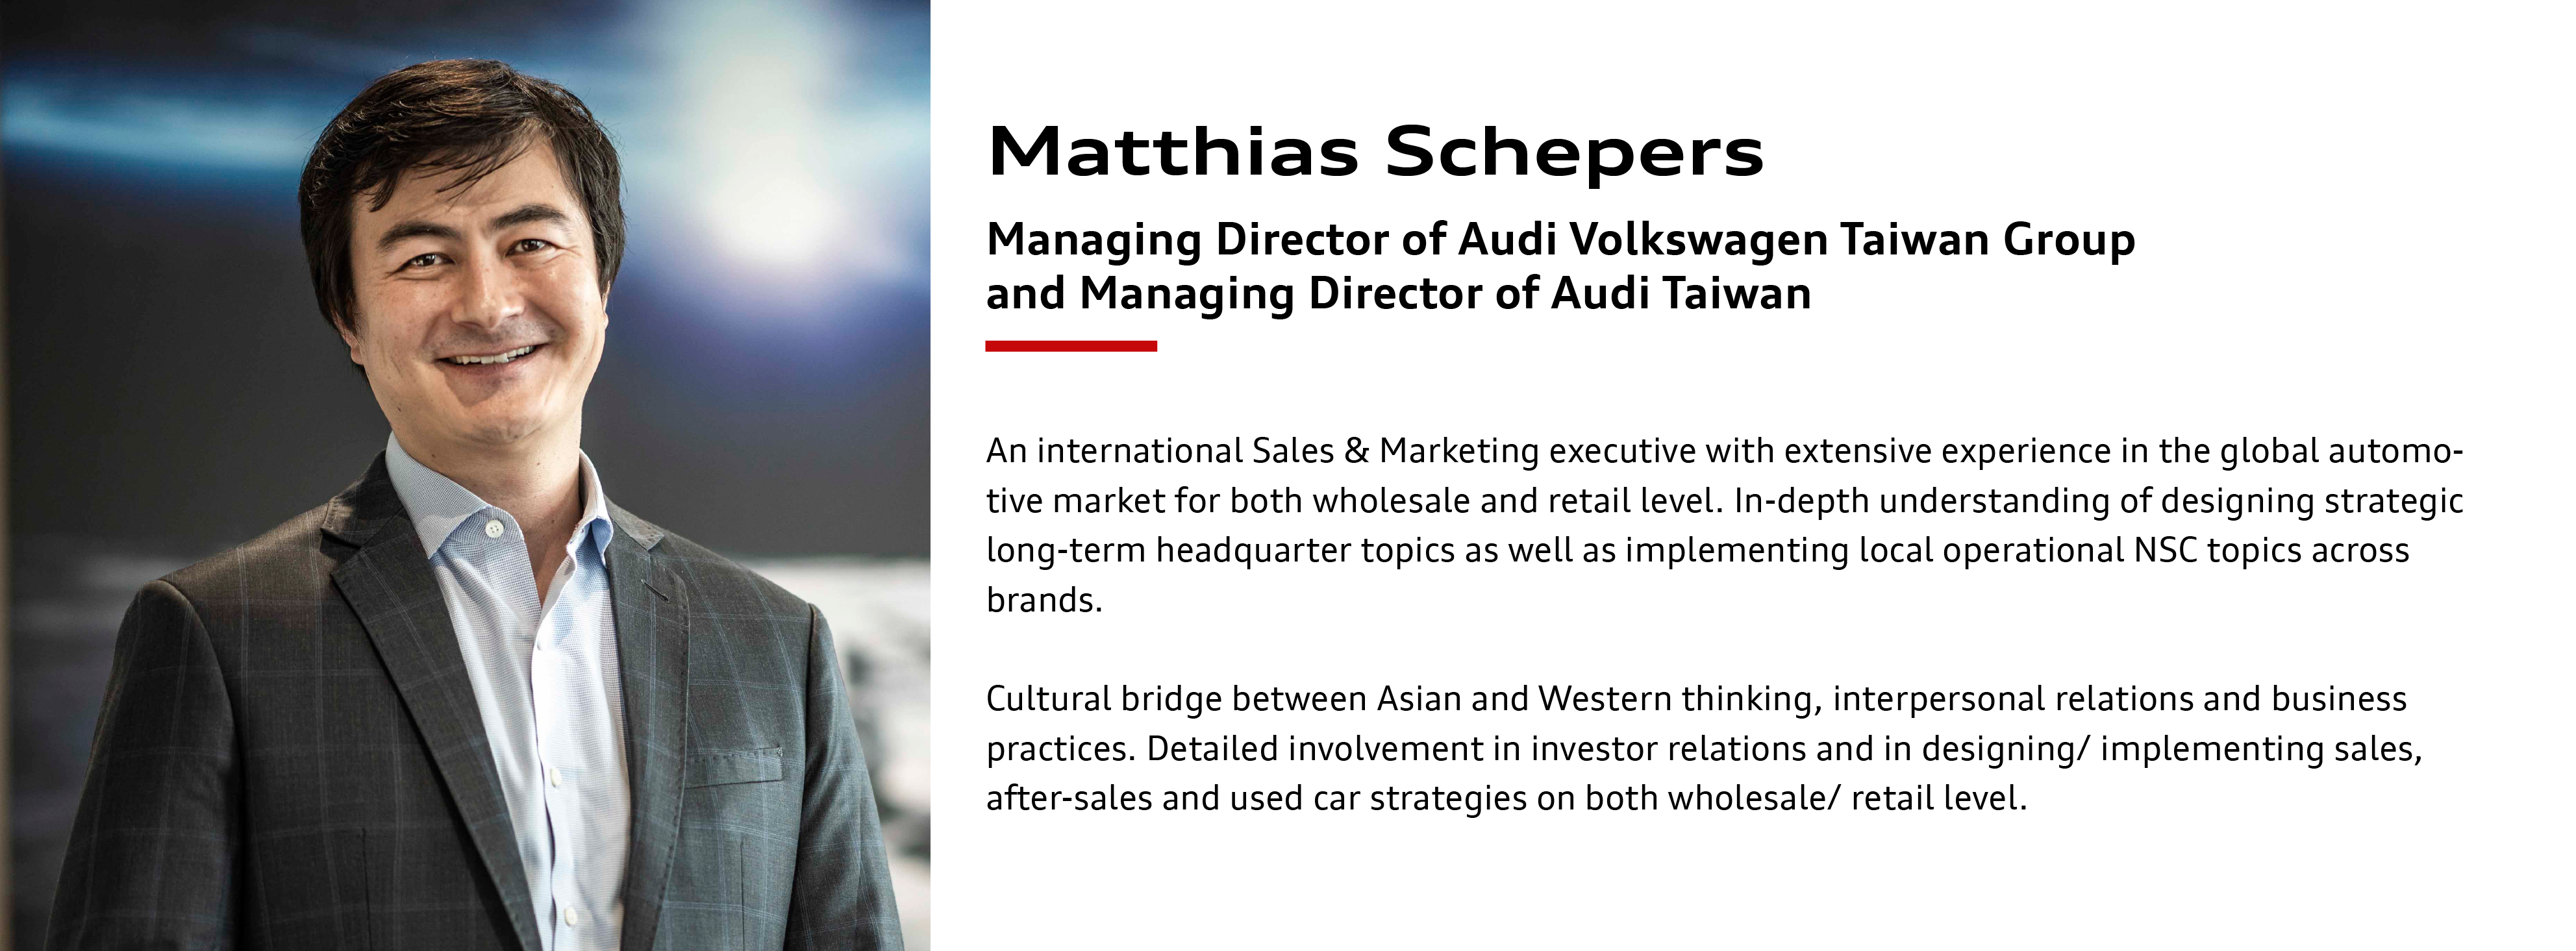 Matthias Schepers
Managing Director of Audi Volkswagen Taiwan Group
and Managing Director of Audi Taiwan
An international Sales & Marketing executive with extensive experience in the global automo-
tive market for both wholesale and retail level. In-depth understanding of designing strategic
long-term headquarter topics as well as implementing local operational NSC topics across
brands.
Cultural bridge between Asian and Western thinking, interpersonal relations and business
practices. Detailed involvement in investor relations and in designing/ implementing sales,
after-sales and used car strategies on both wholesale/ retail level.